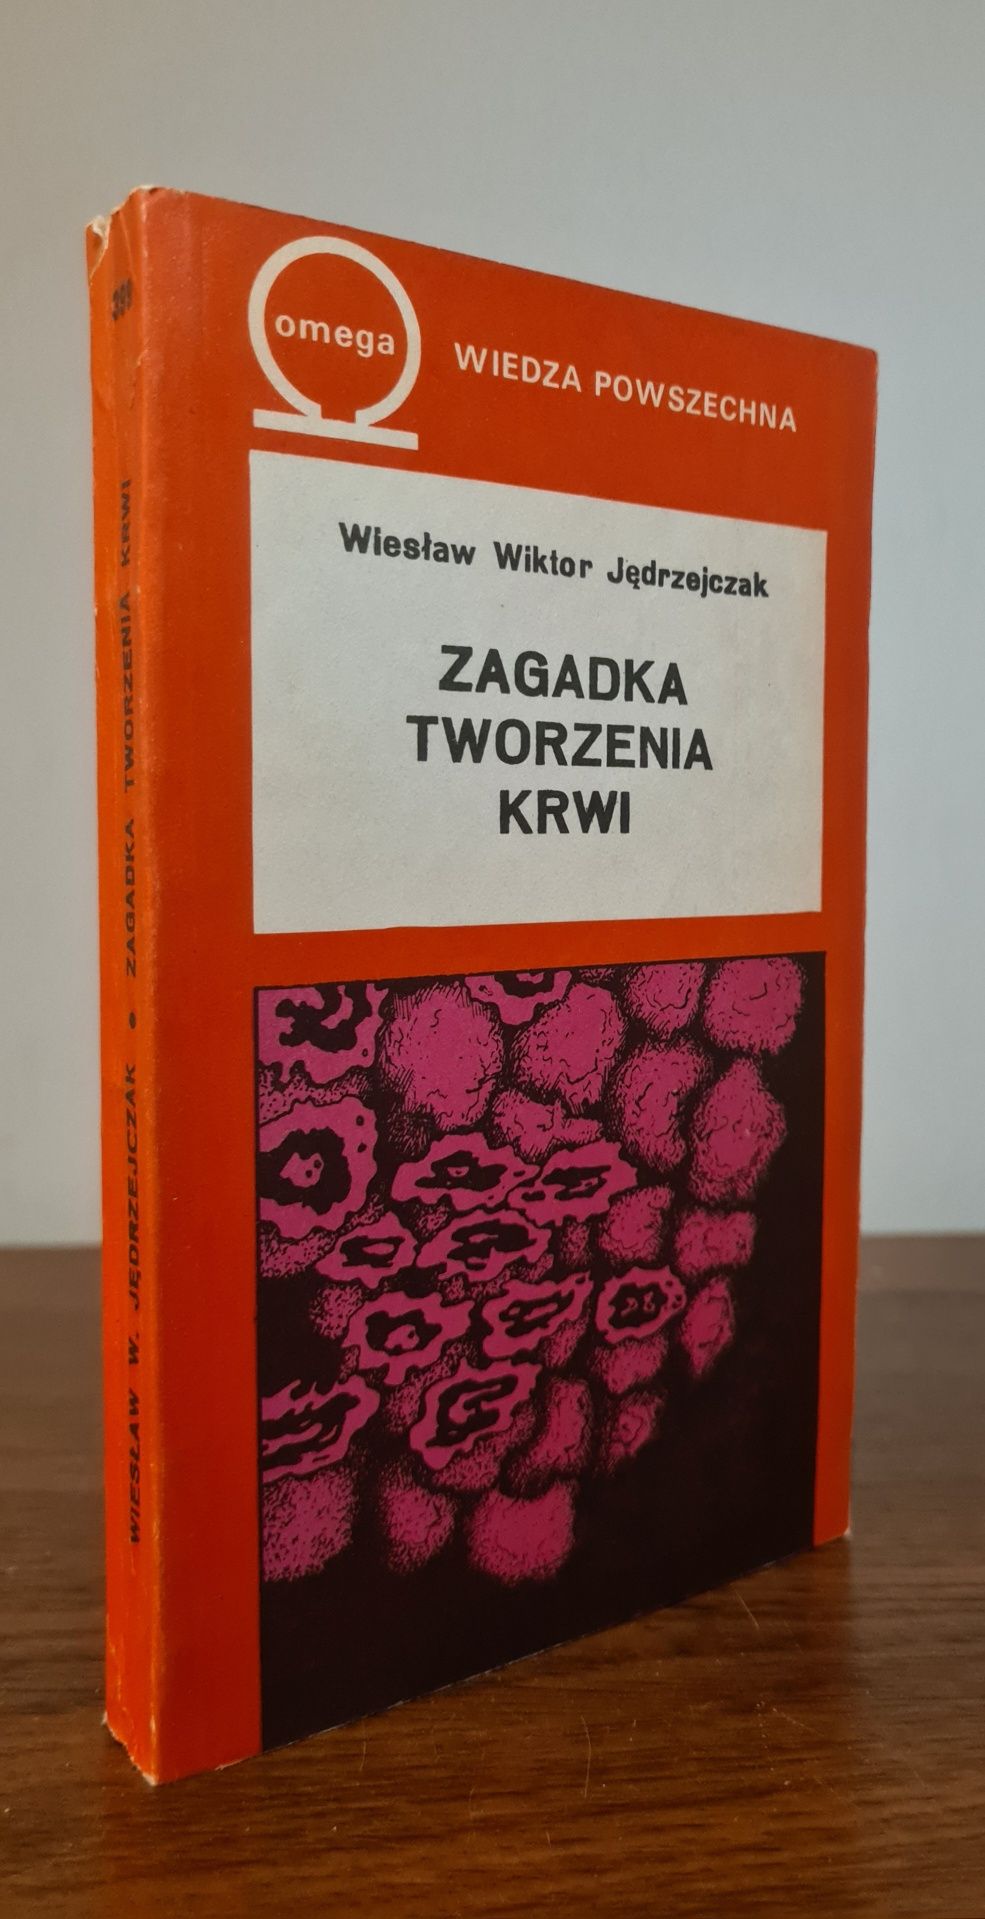 omega
WIEDZA POWSZECHNA
Wiesław Wiktor Jędrzejczak
ZAGADKA
TWORZENIA
KRWI
WIESŁAW W. JĘDRZEJCZAK • ZAGADKA TWORZENIA KRWI